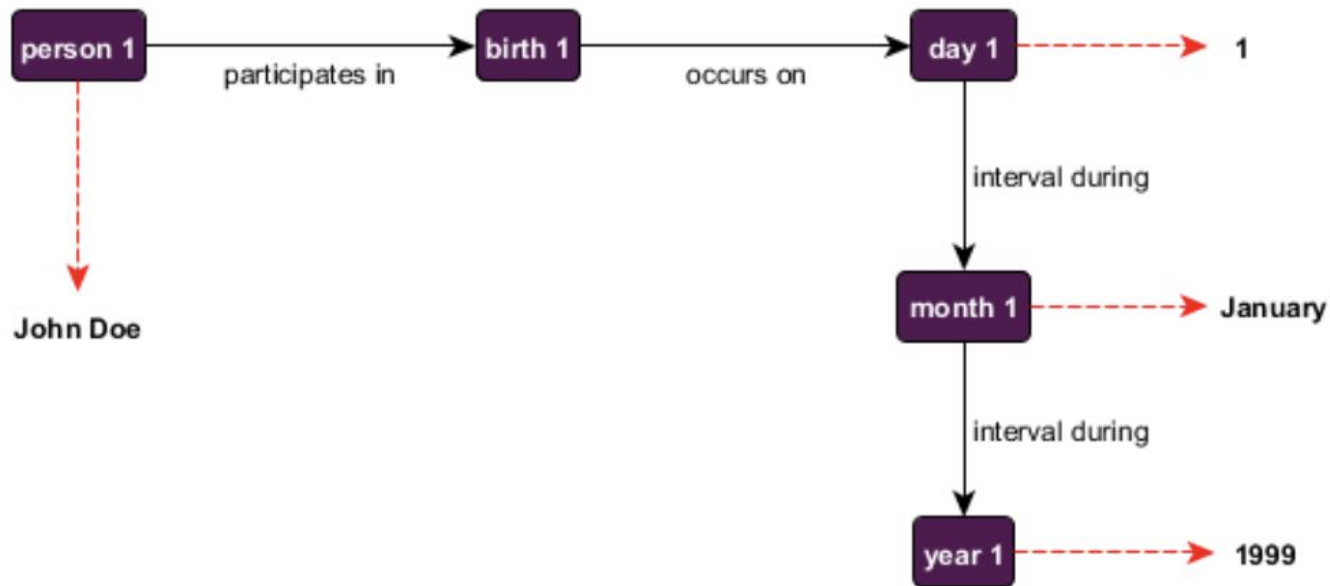 person 1
participates in
birth 1
occurs on
day 1
1
interval during
John Doe
month 1
January
interval during
year 1
1999